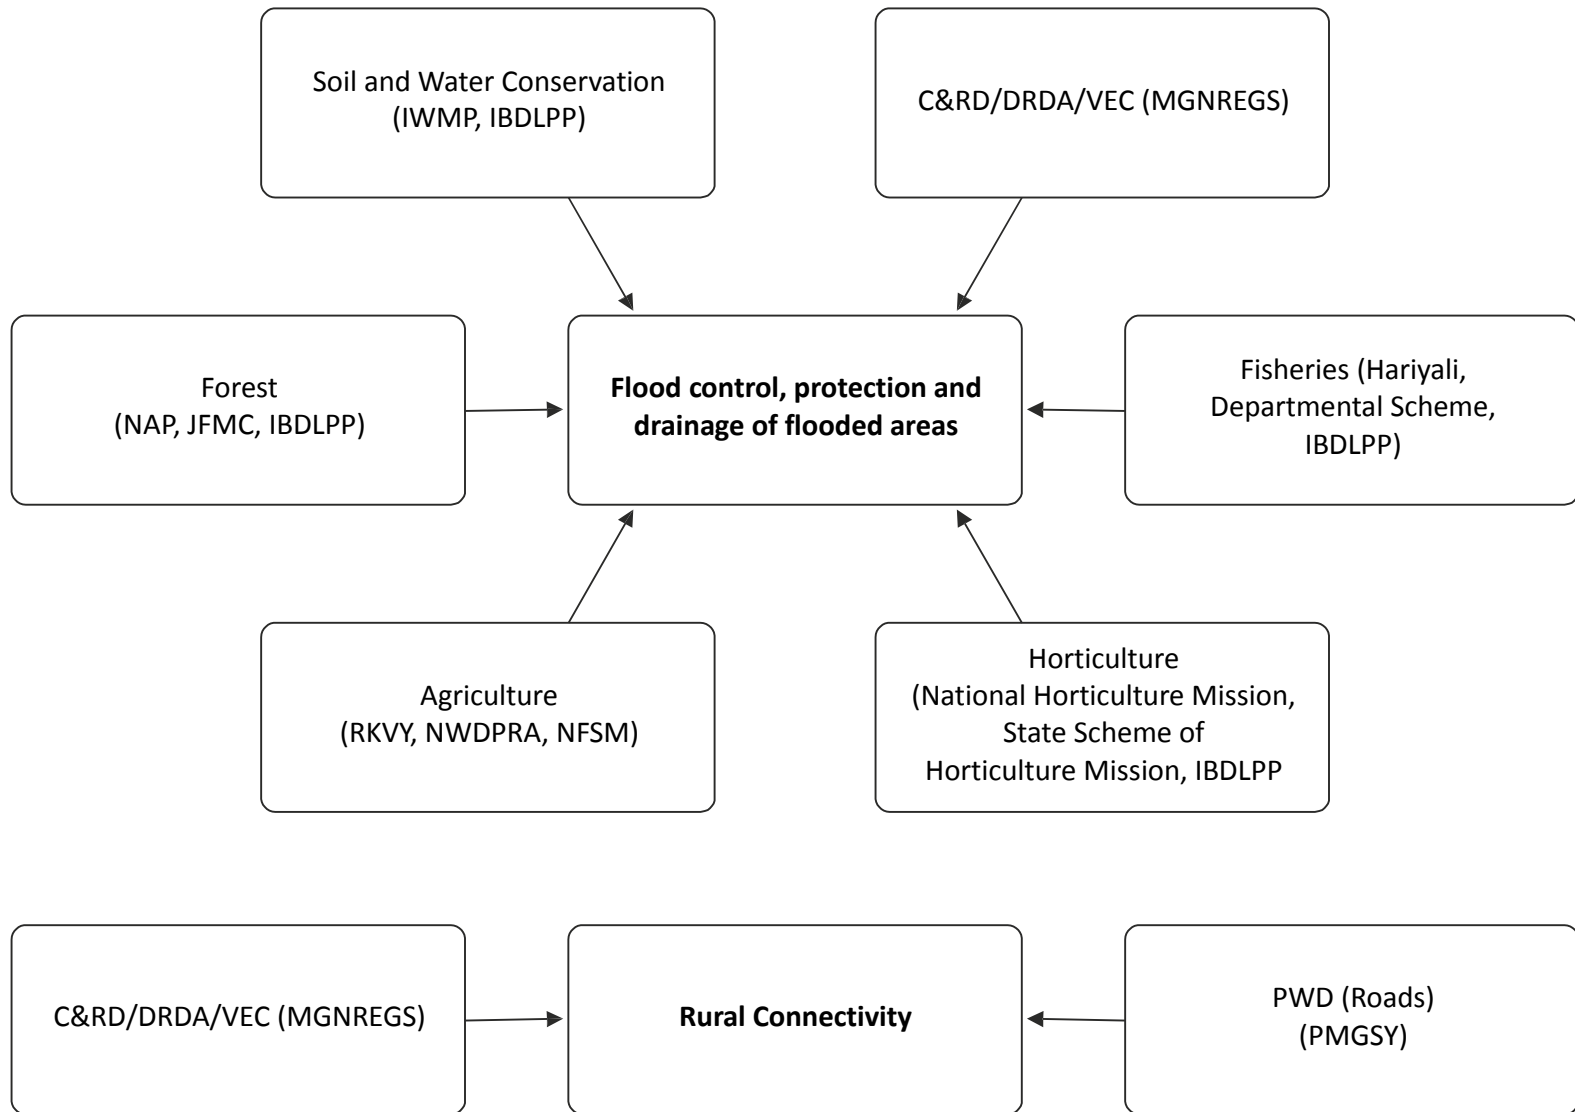 Soil and Water Conservation
(IWMP, IBDLPP)
C&RD/DRDA/VEC (MGNREGS)
Forest
(NAP, JFMC, IBDLPP)
Flood control, protection and
drainage of flooded areas
Fisheries (Hariyali,
Departmental Scheme,
IBDLPP)
Agriculture
(RKVY, NWDPRA, NFSM)
Horticulture
(National Horticulture Mission,
State Scheme of
Horticulture Mission, IBDLPP
C&RD/DRDA/VEC (MGNREGS)
Rural Connectivity
PWD (Roads)
(PMGSY)